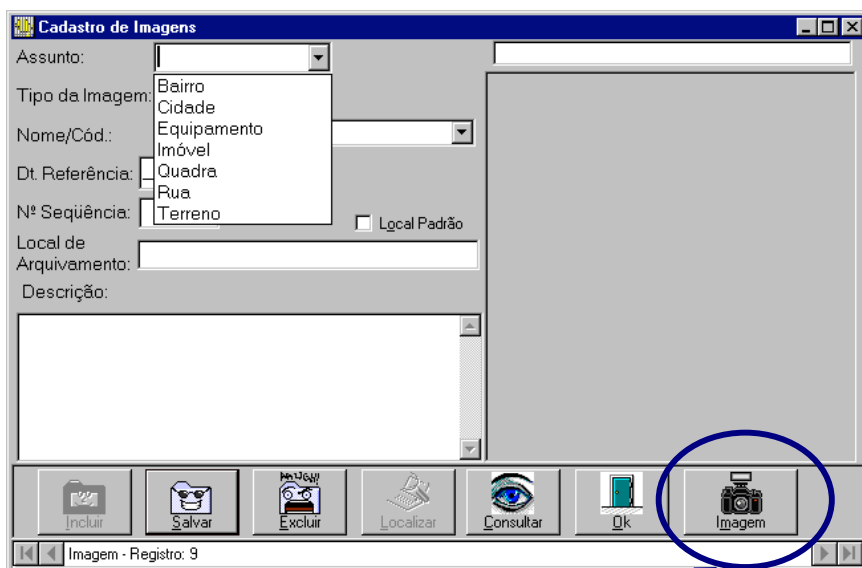 Cadastro de Imagens
Assunto:
Bairro
Cidade
Equipamento
Imóvel
Quadra
Rua
Terreno
Tipo da Imagem:
Nome/Cód.:
Dt. Referência:
Nº Seqüência:
Local Padrão
Local de
Arquivamento:
Descrição:
Incluir
Salvar
Excluir
Localizar
Consultar
Ok
Imagem
Imagem - Registro: 9